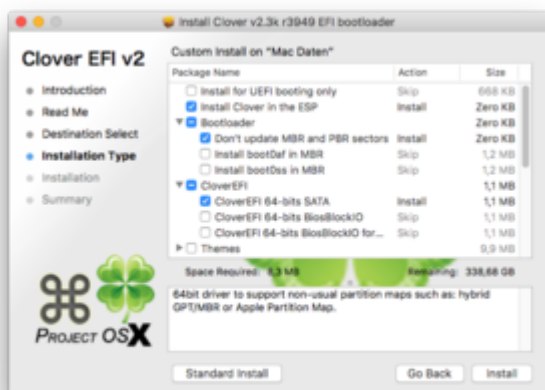 Install Clover v2.3k r3949 EFI bootloader
Clover EFI v2
Introduction
Read Me
Destination Select
Installation Type
Installation
Summary
PROJECT OSX
Custom Install on "Mac Daten"
Package Name Action Size
Install for UEFI booting only Skip 668 KB
Install Clover in the ESP Install Zero KB
Bootloader Zero KB
Don't update MBR and PBR sectors Install Zero KB
Install boot0af in MBR Skip 1,2 MB
Install boot0ss in MBR Skip 1,2 MB
CloverEFI 1,1 MB
CloverEFI 64-bits SATA Install 1,1 MB
CloverEFI 64-bits BiosBlockIO Skip 1,1 MB
CloverEFI 64-bits BiosBlockIO for... Skip 1,1 MB
Themes 9,9 MB
Space Required: 8,3 MB Remaining: 338,68 GB
64bit driver to support non-usual partition maps such as: hybrid
GPT/MBR or Apple Partition Map.
Standard Install Go Back Install